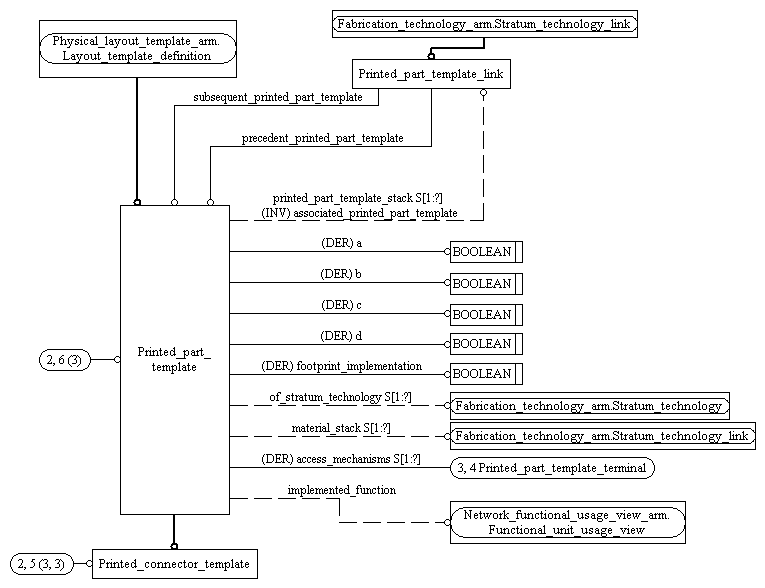 Fabrication_technology_arm.Stratum_technology_link
Physical_layout_template_arm.
Layout_template_definition
Printed_part_template_link
subsequent_printed_part_template
precedent_printed_part_template
printed_part_template_stack S[1:?]
(INV) associated_printed_part_template
(DER) a
BOOLEAN
(DER) b
BOOLEAN
(DER) c
BOOLEAN
(DER) d
BOOLEAN
Printed_part_
template
2, 6 (3)
(DER) footprint_implementation
BOOLEAN
of_stratum_technology S[1:?]
Fabrication_technology_arm.Stratum_technology
material_stack S[1:?]
Fabrication_technology_arm.Stratum_technology_link
(DER) access_mechanisms S[1:?]
3, 4 Printed_part_template_terminal
implemented_function
Network_functional_usage_view_arm.
Functional_unit_usage_view
2, 5 (3, 3)
Printed_connector_template